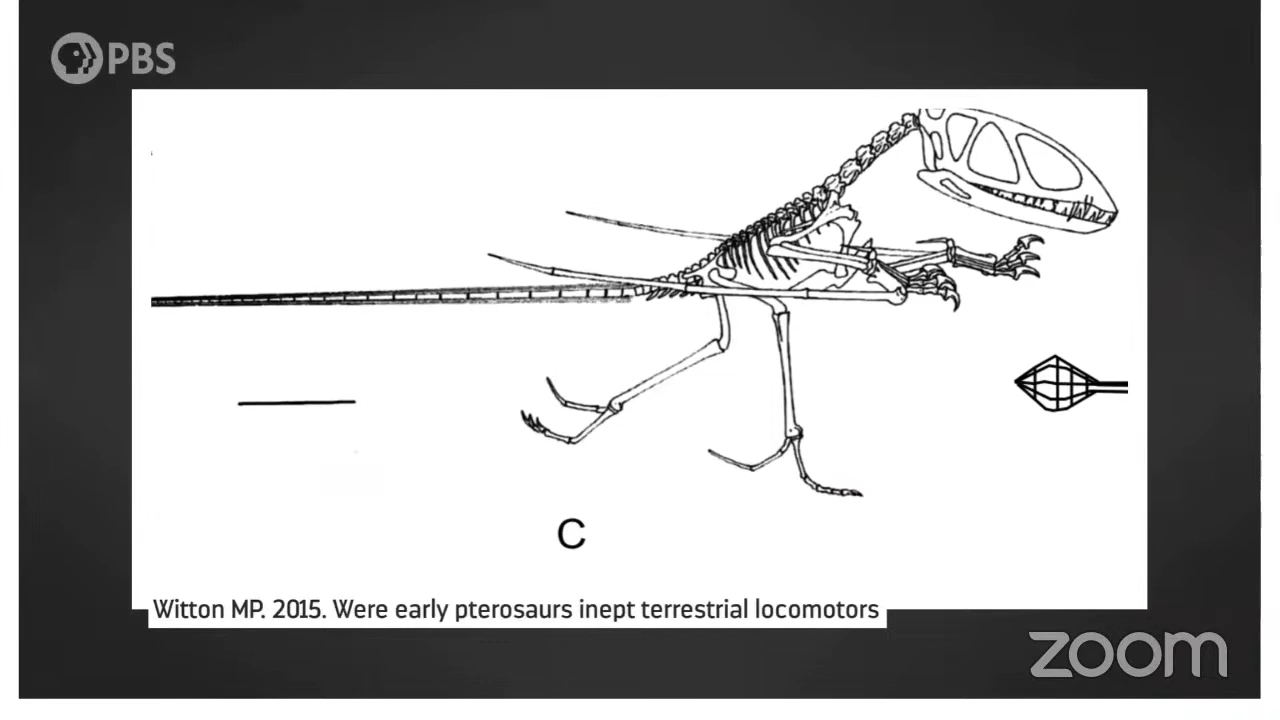 PBS
C
Witton MP. 2015. Were early pterosaurs inept terrestrial locomotors
zoom